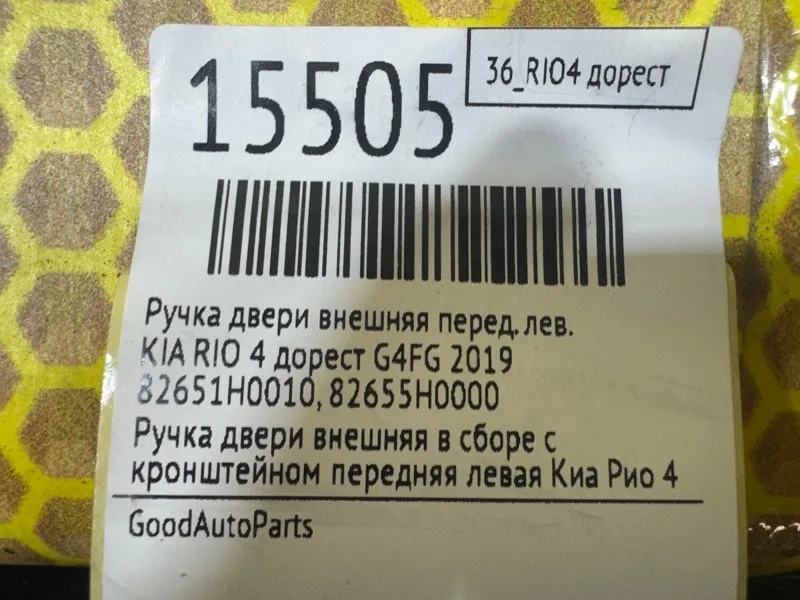 15505
36_RIO4 дорест
Ручка двери внешняя перед. лев.
KIA RIO 4 дорест G4FG 2019
82651H0010, 82655H0000
Ручка двери внешняя в сборе с
кронштейном передняя левая Киа Рио 4
GoodAutoParts